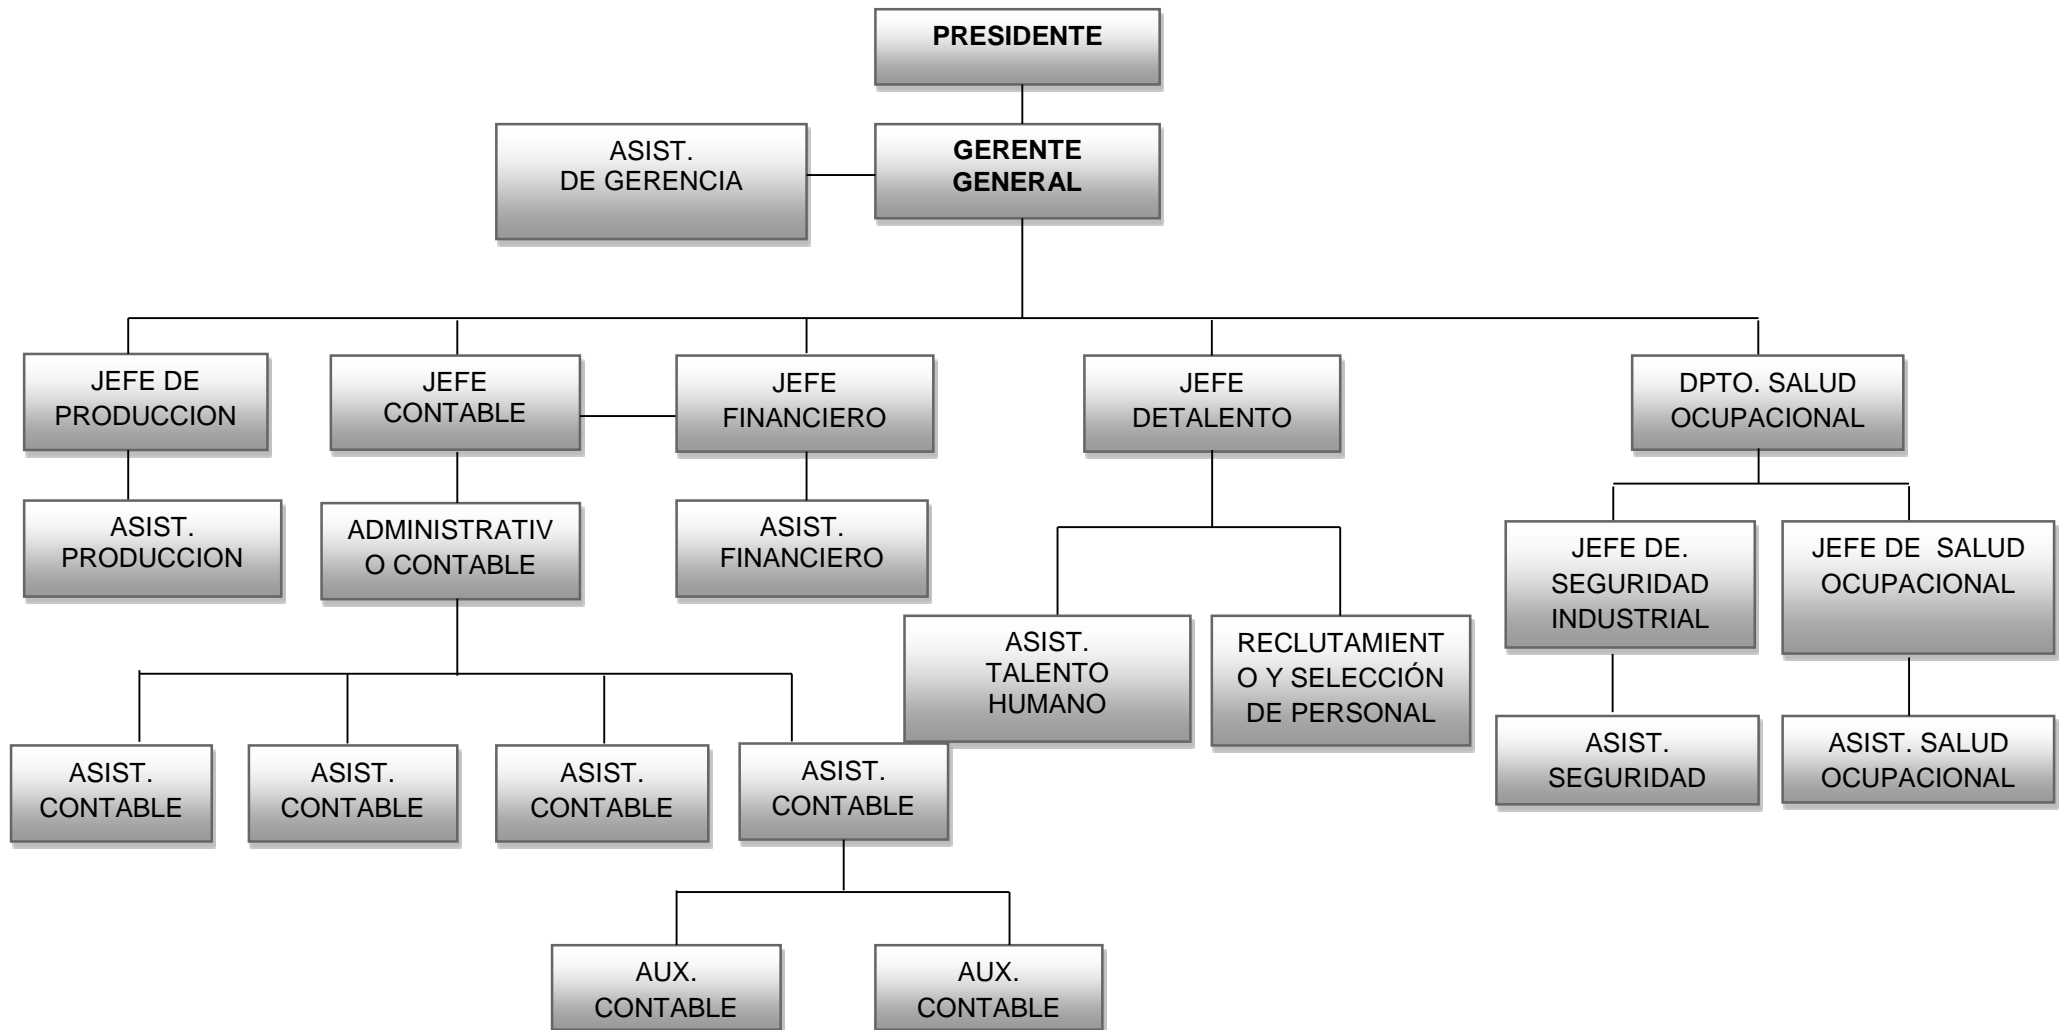 PRESIDENTE
ASIST.
DE GERENCIA
GERENTE
GENERAL
JEFE DE
PRODUCCION
JEFE
CONTABLE
JEFE
FINANCIERO
JEFE
DETALENTO
DPTO. SALUD
OCUPACIONAL
ASIST.
PRODUCCION
ADMINISTRATIV
O CONTABLE
ASIST.
FINANCIERO
JEFE DE.
SEGURIDAD
INDUSTRIAL
JEFE DE  SALUD
OCUPACIONAL
ASIST.
TALENTO
HUMANO
RECLUTAMIENT
O Y SELECCIÓN
DE PERSONAL
ASIST.
SEGURIDAD
ASIST. SALUD
OCUPACIONAL
ASIST.
CONTABLE
ASIST.
CONTABLE
ASIST.
CONTABLE
ASIST.
CONTABLE
AUX.
CONTABLE
AUX.
CONTABLE